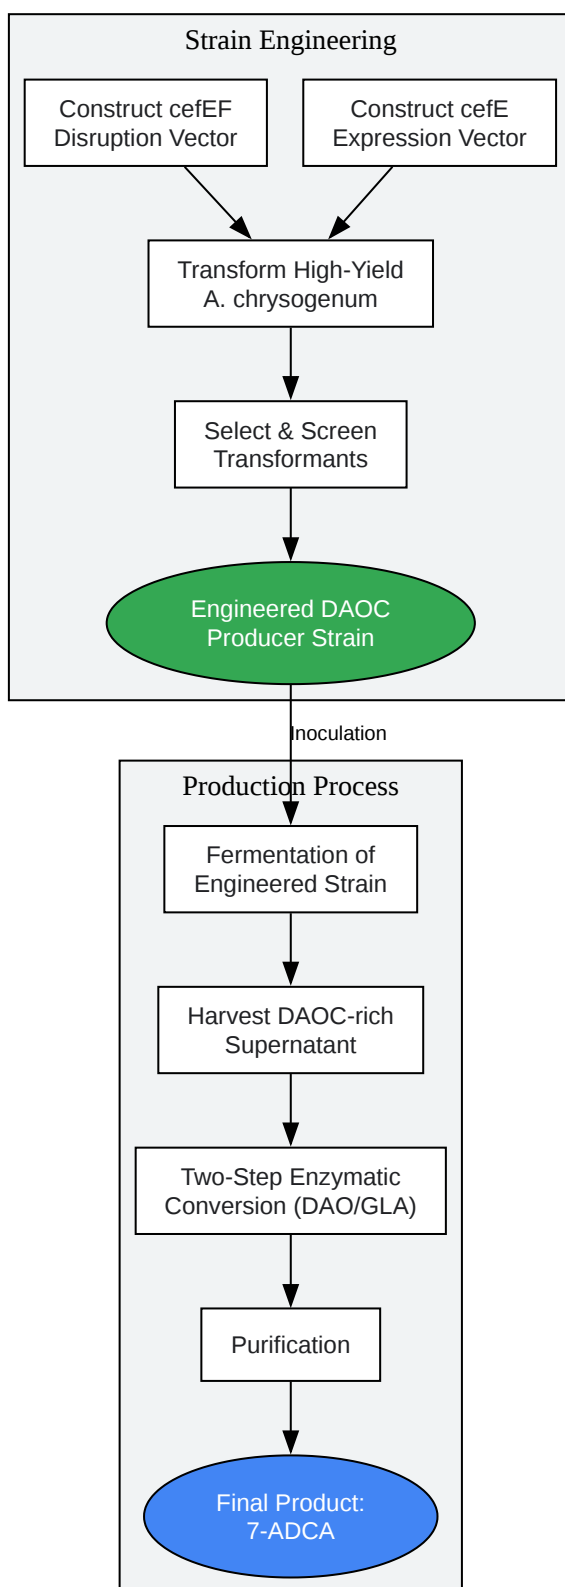 Strain Engineering
Construct cefEF
Disruption Vector
Construct cefE
Expression Vector
Transform High-Yield
A. chrysogenum
Select & Screen
Transformants
Engineered DAOC
Producer Strain
Inoculation
Production Process
Fermentation of
Engineered Strain
Harvest DAOC-rich
Supernatant
Two-Step Enzymatic
Conversion (DAO/GLA)
Purification
Final Product:
7-ADCA